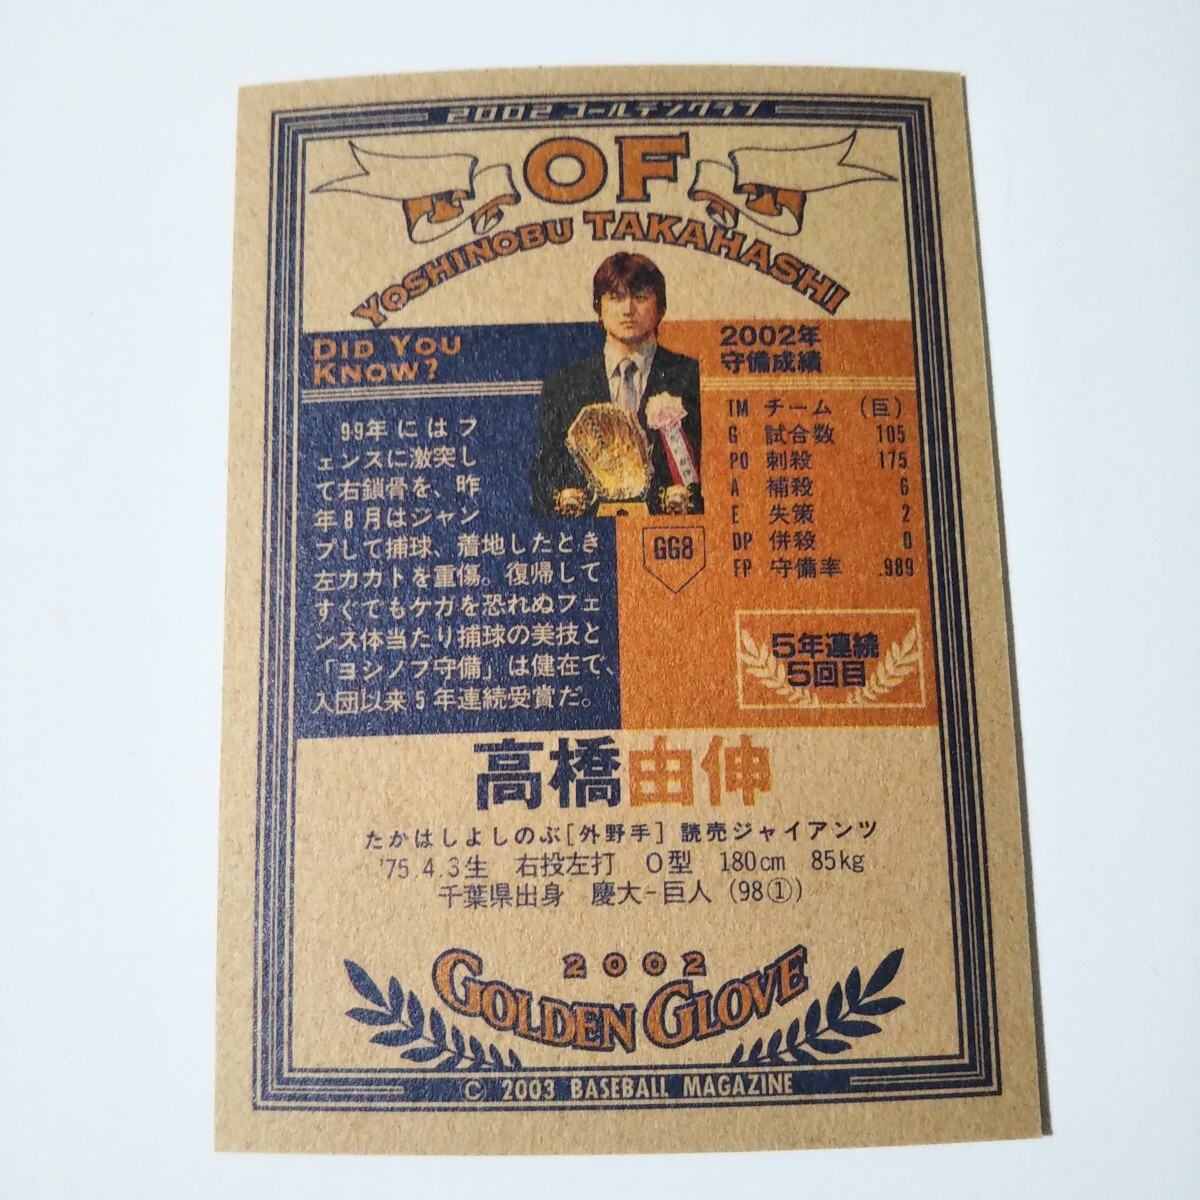 2002 ゴールデングラブ
OF
YOSHINOBU TAKAHASHI
DID YOU
KNOW?
99年にはフ
ェンスに激突し
て右鎖骨を、昨
年8月はジャン
プして捕球、着地したとき
左カカトを重傷。復帰して
すぐでもケガを恐れぬフェ
ンス体当たり捕球の美技と
「ヨシノブ守備」は健在で、
入団以来5年連続受賞だ。
2002年
守備成績
TM チーム (巨)
G 試合数 105
PO 刺殺 175
A 補殺 6
E 失策 2
DP 併殺 0
FP 守備率 .989
GG8
5年連続
5回目
高橋由伸
たかはしよしのぶ[外野手] 読売ジャイアンツ
'75.4.3生 右投左打 O型 180cm 85kg
千葉県出身 慶大-巨人 (98①)
2002
GOLDEN GLOVE
© 2003 BASEBALL MAGAZINE